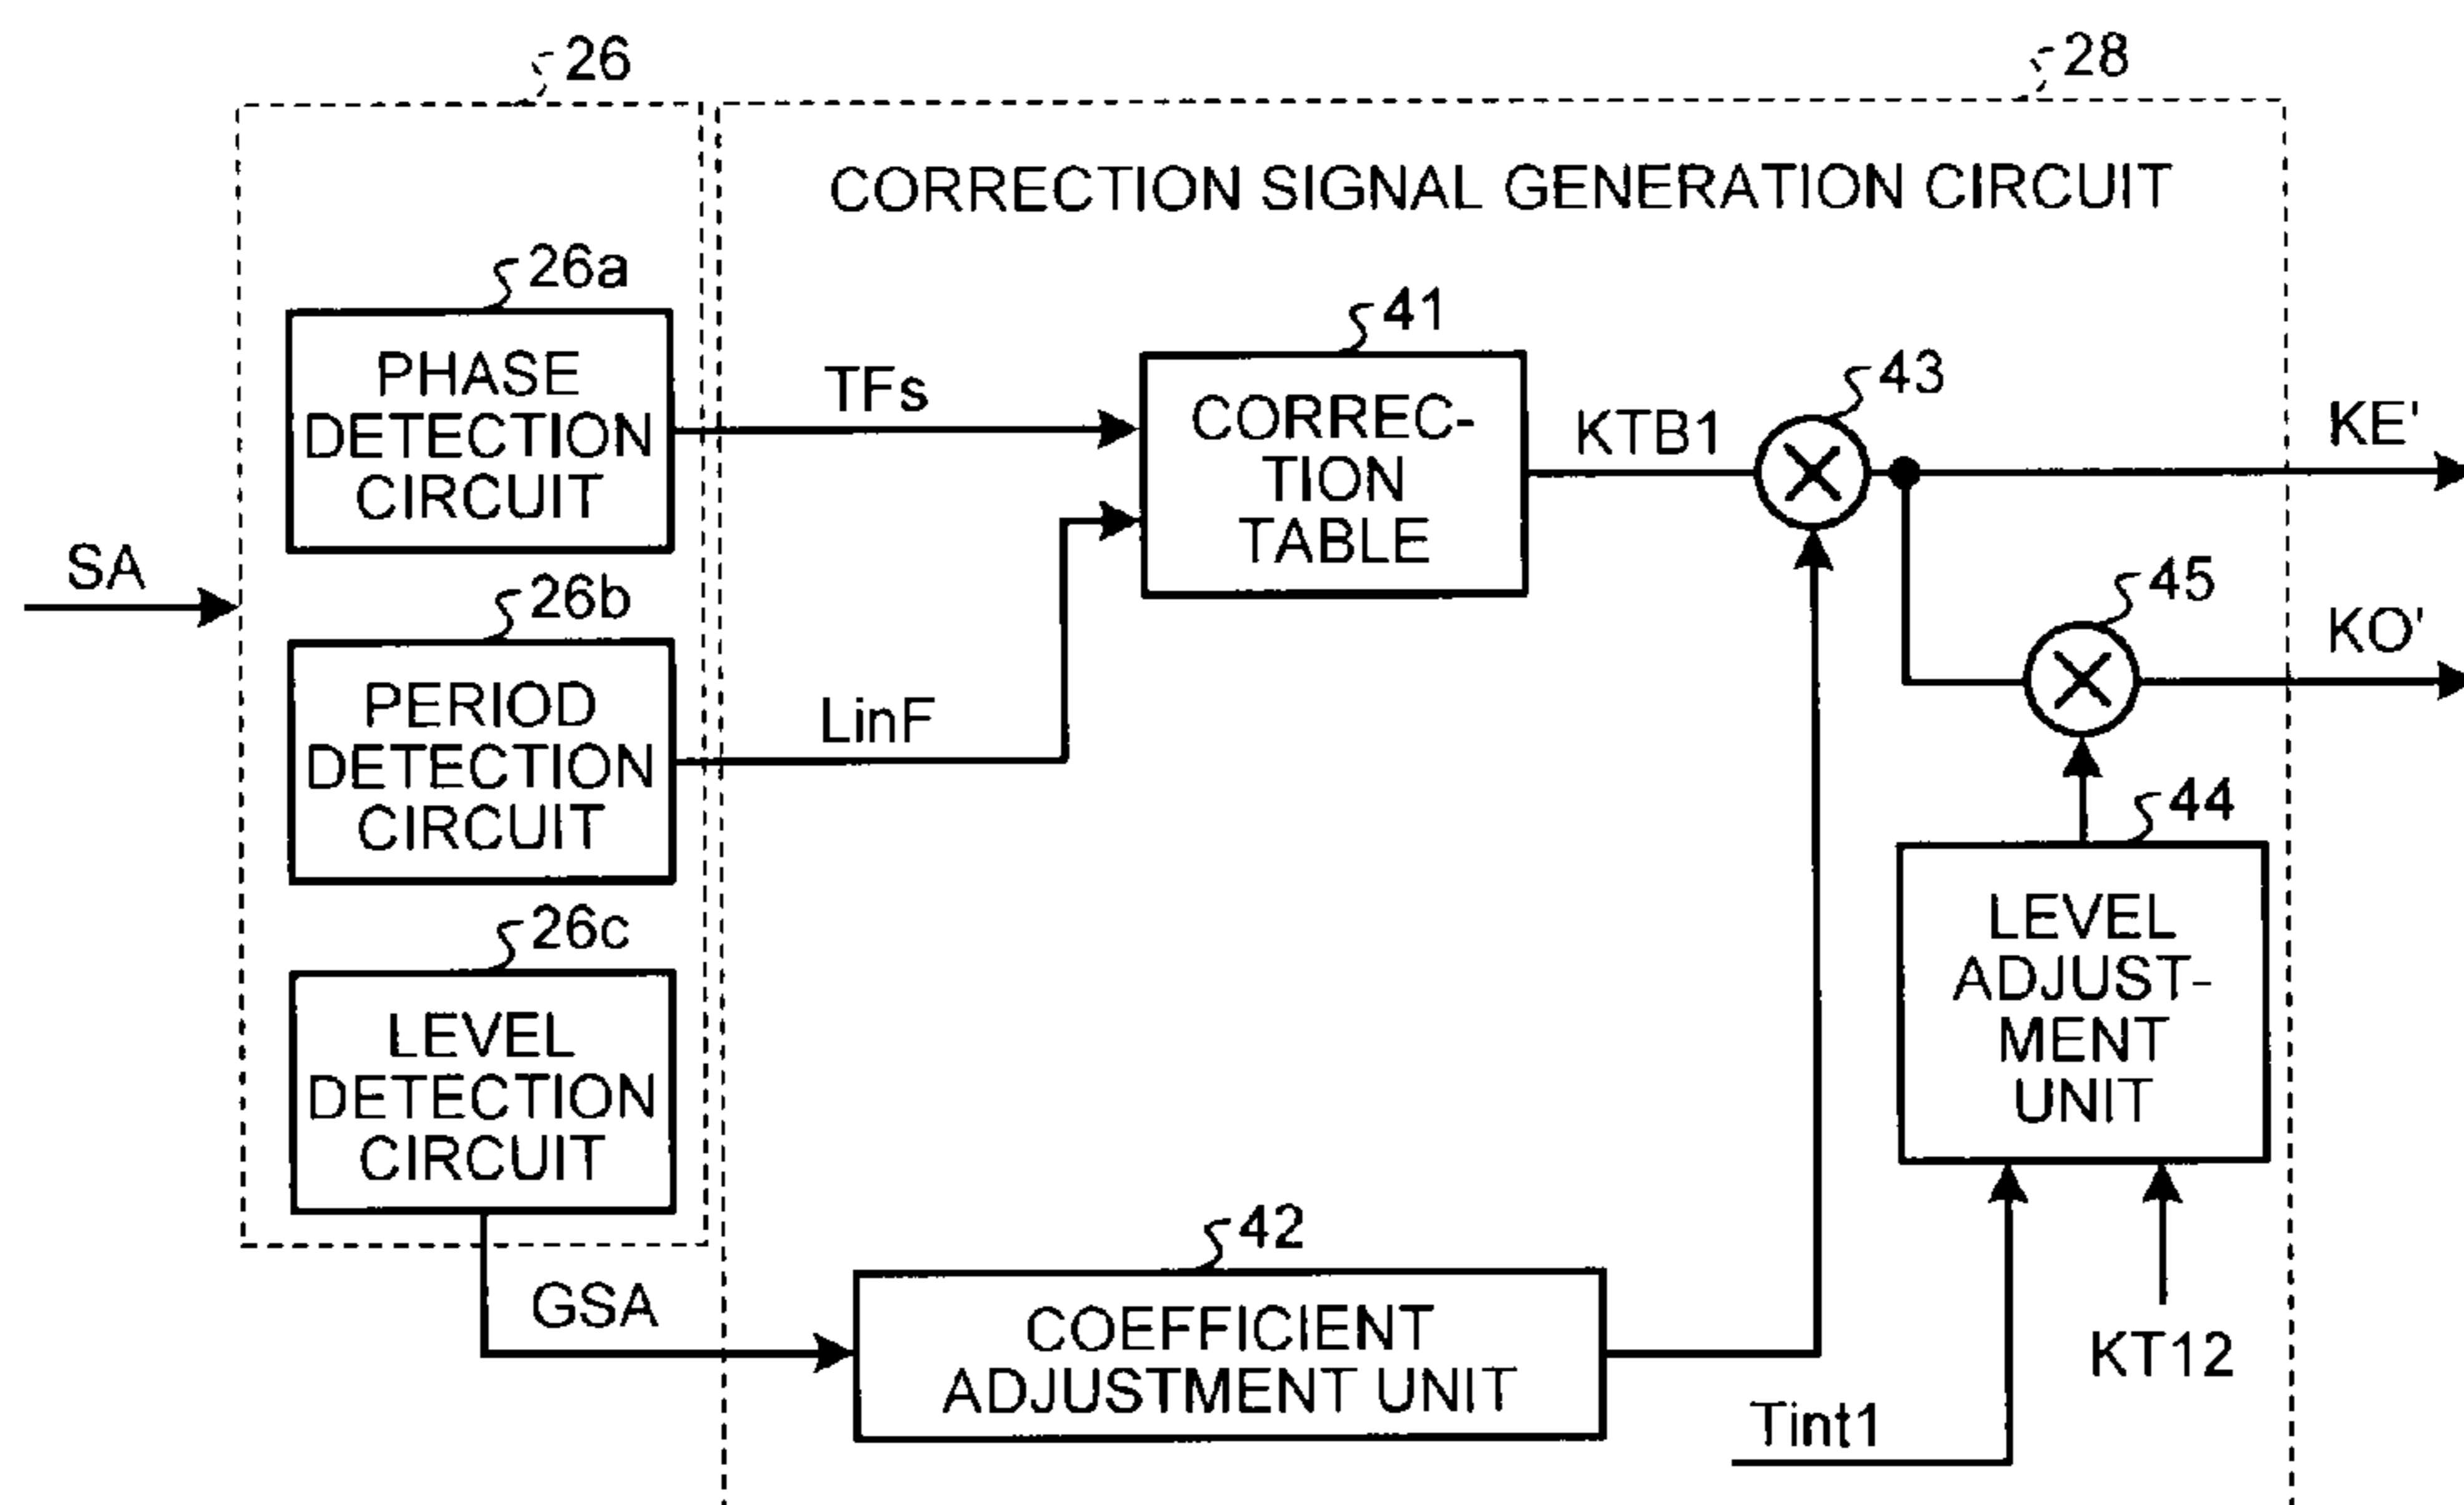 26
28
CORRECTION SIGNAL GENERATION CIRCUIT
26a
PHASE
DETECTION
CIRCUIT
TFs
41
CORREC-
TION
TABLE
KTB1
43
KE'
SA
26b
PERIOD
DETECTION
CIRCUIT
LinF
45
KO'
44
LEVEL
ADJUST-
MENT
UNIT
26c
LEVEL
DETECTION
CIRCUIT
GSA
42
COEFFICIENT
ADJUSTMENT UNIT
KT12
Tint1